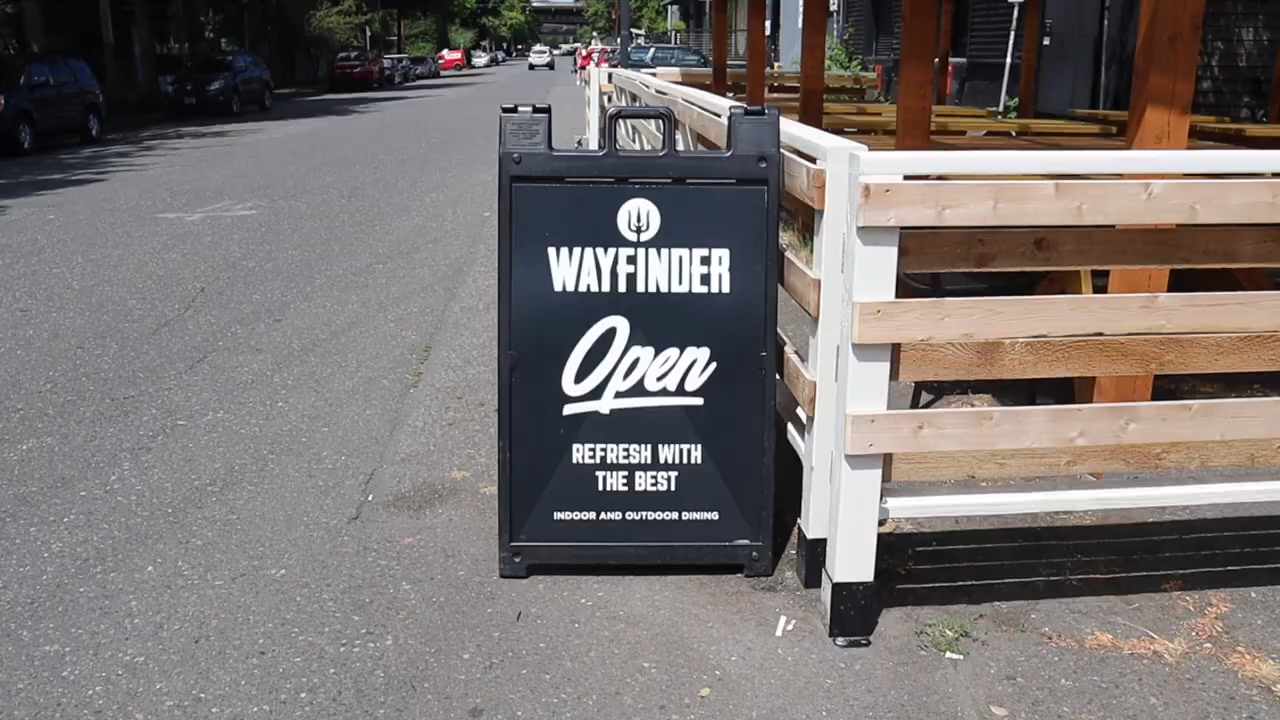 WAYFINDER
Open
REFRESH WITH
THE BEST
INDOOR AND OUTDOOR DINING